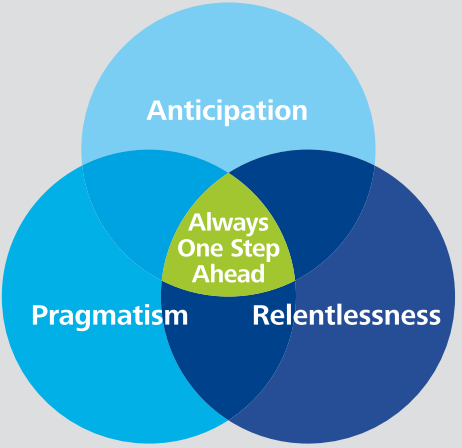 Anticipation
Always
One Step
Ahead
Pragmatism
Relentlessness